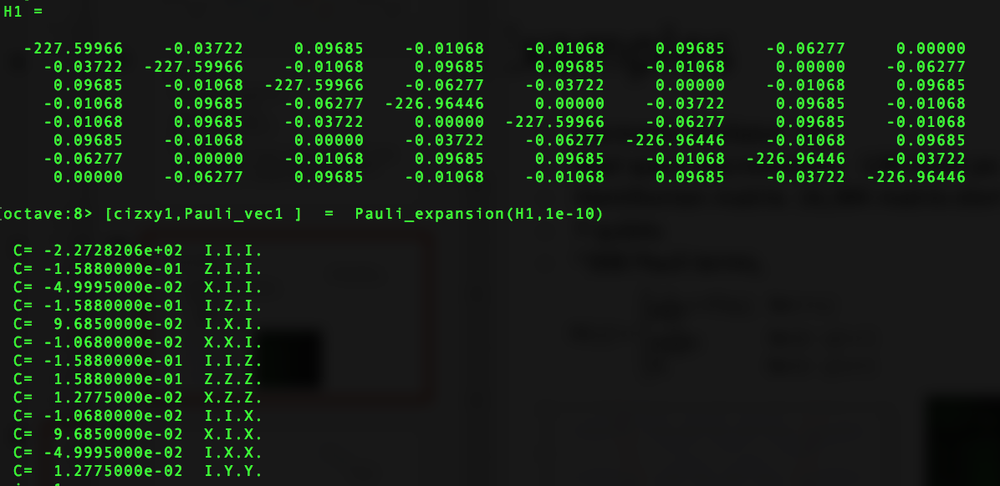 H1 =
-227.59966 -0.03722 0.09685 -0.01068 -0.01068 0.09685 -0.06277 0.00000
-0.03722 -227.59966 -0.01068 0.09685 0.09685 -0.01068 0.00000 -0.06277
0.09685 -0.01068 -227.59966 -0.06277 -0.03722 0.00000 -0.01068 0.09685
-0.01068 0.09685 -0.06277 -226.96446 0.00000 -0.03722 0.09685 -0.01068
-0.01068 0.09685 -0.03722 0.00000 -227.59966 -0.06277 0.09685 -0.01068
0.09685 -0.01068 0.00000 -0.03722 -0.06277 -226.96446 -0.01068 0.09685
-0.06277 0.00000 -0.01068 0.09685 0.09685 -0.01068 -226.96446 -0.03722
0.00000 -0.06277 0.09685 -0.01068 -0.01068 0.09685 -0.03722 -226.96446
octave:8> [cizxy1,Pauli_vec1 ] = Pauli_expansion(H1,1e-10)
C= -2.2728206e+02 I.I.I.
C= -1.5880000e-01 Z.I.I.
C= -4.9995000e-02 X.I.I.
C= -1.5880000e-01 I.Z.I.
C= 9.6850000e-02 I.X.I.
C= -1.0680000e-02 X.X.I.
C= -1.5880000e-01 I.I.Z.
C= 1.5880000e-01 Z.Z.Z.
C= 1.2775000e-02 X.Z.Z.
C= -1.0680000e-02 I.I.X.
C= 9.6850000e-02 X.I.X.
C= -4.9995000e-02 I.X.X.
C= 1.2775000e-02 I.Y.Y.